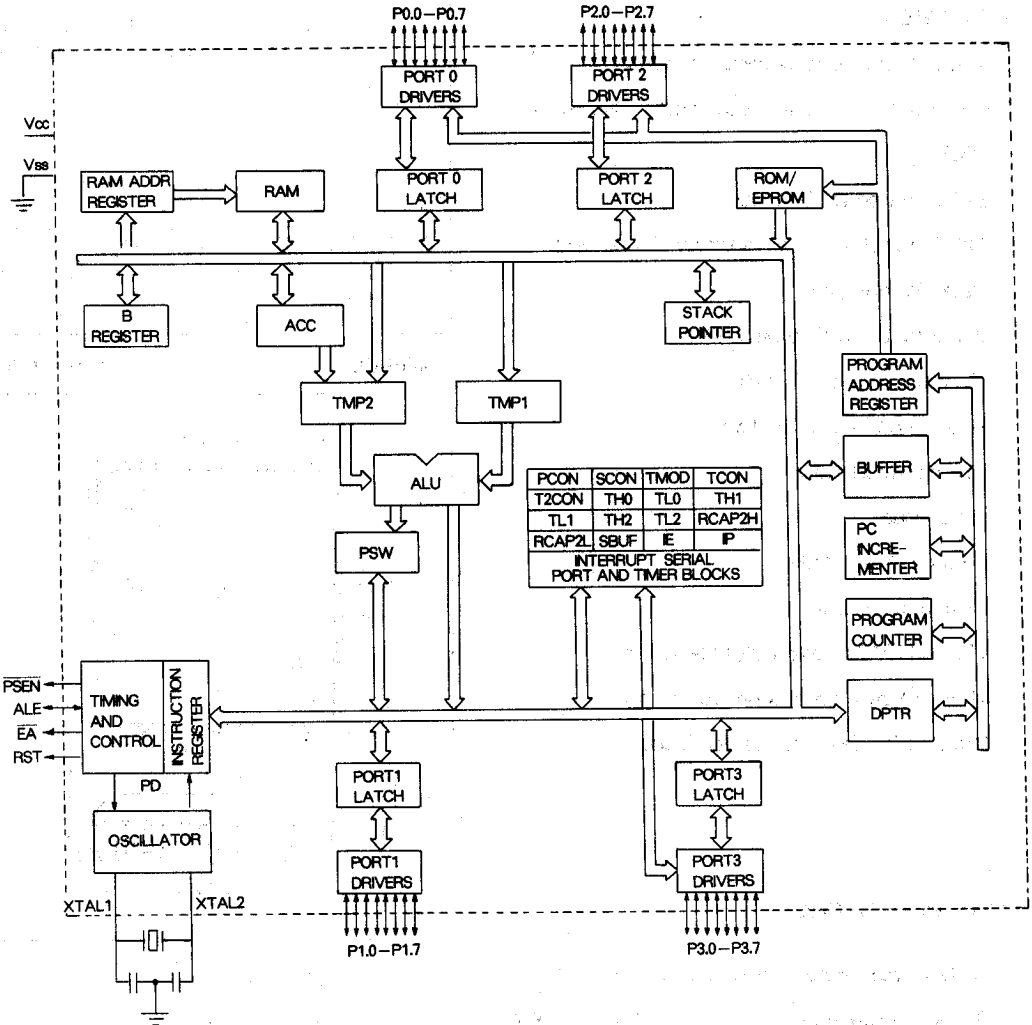 P0.0–P0.7
P2.0–P2.7
PORT 0
DRIVERS
PORT 2
DRIVERS
Vcc
Vss
RAM ADDR
REGISTER
RAM
PORT 0
LATCH
PORT 2
LATCH
ROM/
EPROM
B
REGISTER
ACC
STACK
POINTER
PROGRAM
ADDRESS
REGISTER
TMP2
TMP1
ALU
BUFFER
PCON SCON TMOD TCON
T2CON TH0 TL0 TH1
TL1 TH2 TL2 RCAP2H
RCAP2L SBUF IE IP
INTERRUPT SERIAL
PORT AND TIMER BLOCKS
PSW
PC
INCRE-
MENTER
PROGRAM
COUNTER
PSEN
ALE
EA
RST
TIMING
AND
CONTROL
INSTRUCTION
REGISTER
DPTR
PD
OSCILLATOR
PORT1
LATCH
PORT3
LATCH
PORT1
DRIVERS
PORT3
DRIVERS
XTAL1
XTAL2
P1.0–P1.7
P3.0–P3.7